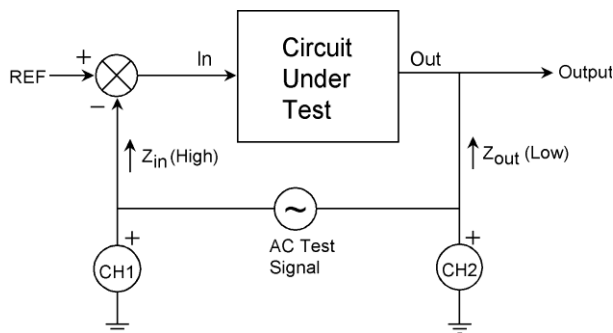 Circuit
Under
Test
In
Out
REF
+
−
Output
Zin (High)
Zout (Low)
~
AC Test
Signal
+
CH1
+
CH2